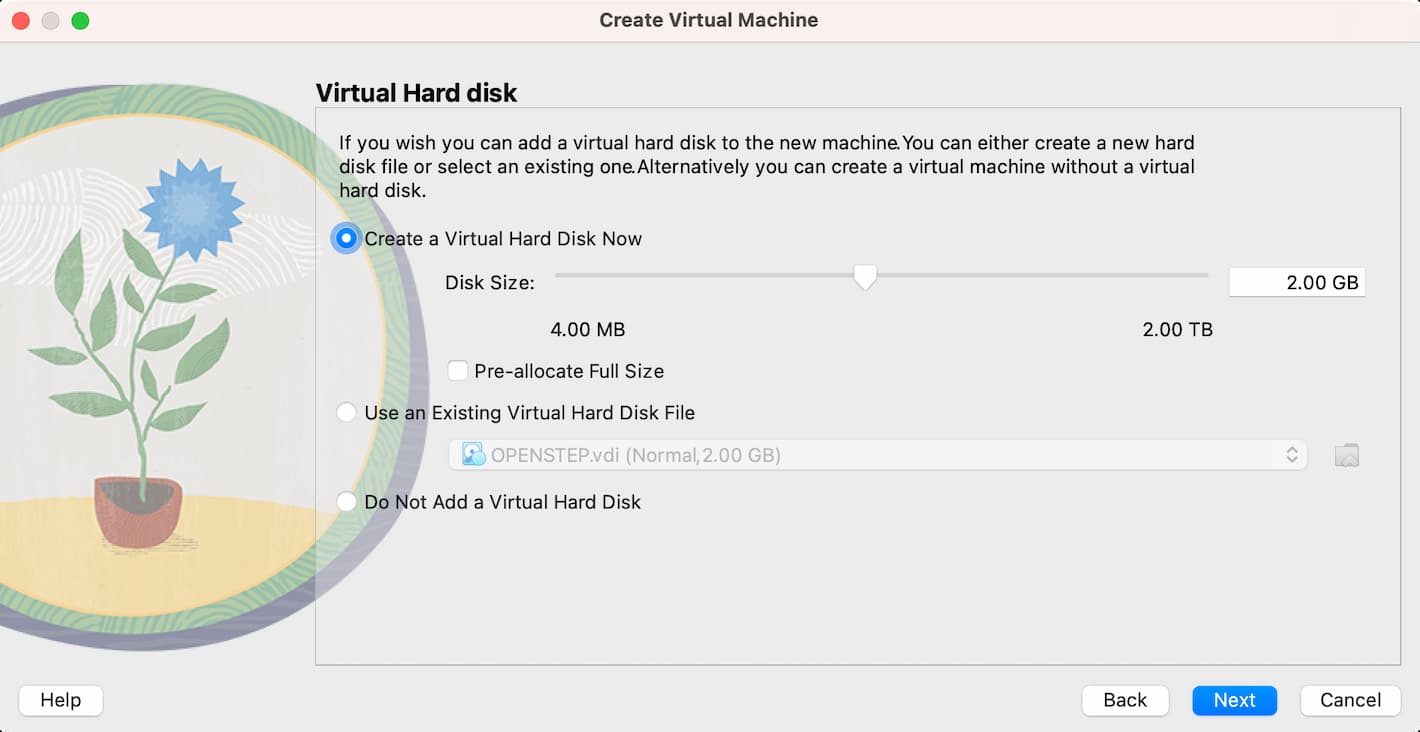 Create Virtual Machine
Virtual Hard disk
If you wish you can add a virtual hard disk to the new machine.You can either create a new hard
disk file or select an existing one.Alternatively you can create a virtual machine without a virtual
hard disk.
Create a Virtual Hard Disk Now
Disk Size:
2.00 GB
4.00 MB
2.00 TB
Pre-allocate Full Size
Use an Existing Virtual Hard Disk File
OPENSTEP.vdi (Normal,2.00 GB)
Do Not Add a Virtual Hard Disk
Help
Back
Next
Cancel